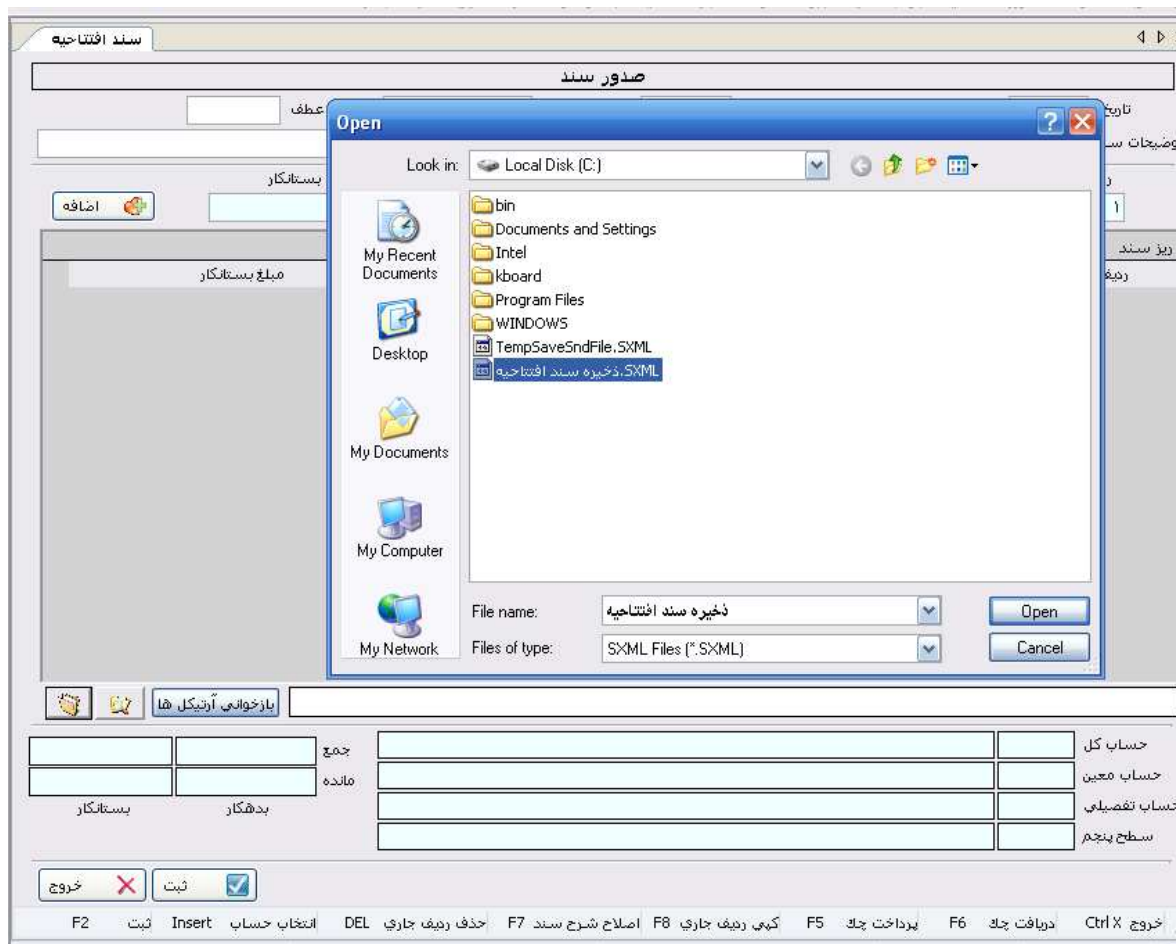 سند افتتاحیه
صدور سند
تاریخ
عطف
بستانکار
۱
اضافه
ریز سند
مبلغ بستانکار
Open
Look in:
Local Disk (C:)
My Recent Documents
Desktop
My Documents
My Computer
My Network
bin
Documents and Settings
Intel
kboard
Program Files
WINDOWS
TempSaveSndFile.SXML
ذخیره سند افتتاحیه.SXML
File name:
ذخیره سند افتتاحیه
Open
Files of type:
SXML Files (*.SXML)
Cancel
بازخوانی آرتیکل ها
حساب کل
جمع
حساب معین
مانده
حساب تفصیلی
بدهکار
بستانکار
سطح پنجم
ثبت
خروج
خروج Ctrl X دریافت چك F6 پرداخت چك F5 کپی ردیف جاري F8 اصلاح شرح سند F7 حذف ردیف جاري DEL انتخاب حساب Insert ثبت F2